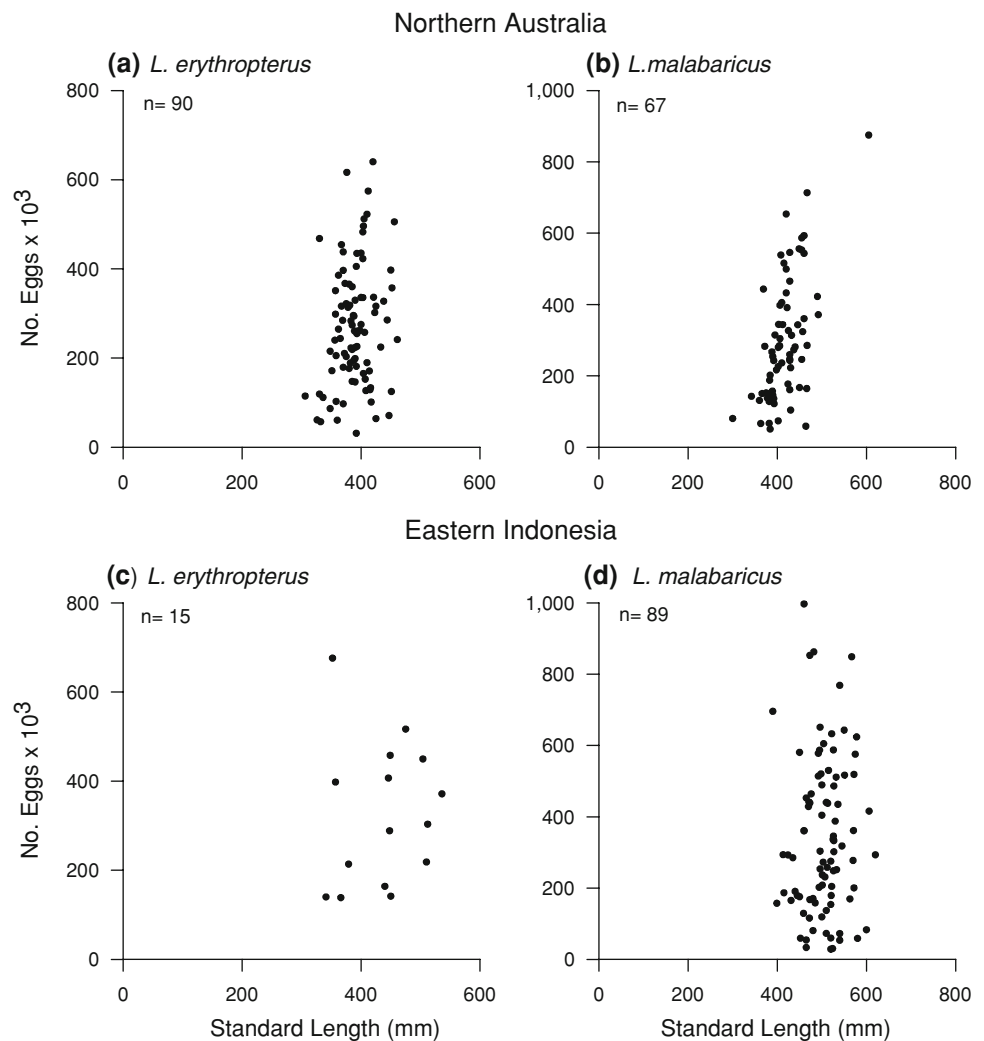 Northern Australia
(a) L. erythropterus
(b) L.malabaricus
800
600
400
200
0
n= 90
No. Eggs x 10³
0 200 400 600
1,000
800
600
400
200
0
n= 67
0 200 400 600 800
Eastern Indonesia
(c) L. erythropterus
(d) L. malabaricus
800
600
400
200
0
n= 15
No. Eggs x 10³
0 200 400 600
Standard Length (mm)
1,000
800
600
400
200
0
n= 89
0 200 400 600 800
Standard Length (mm)